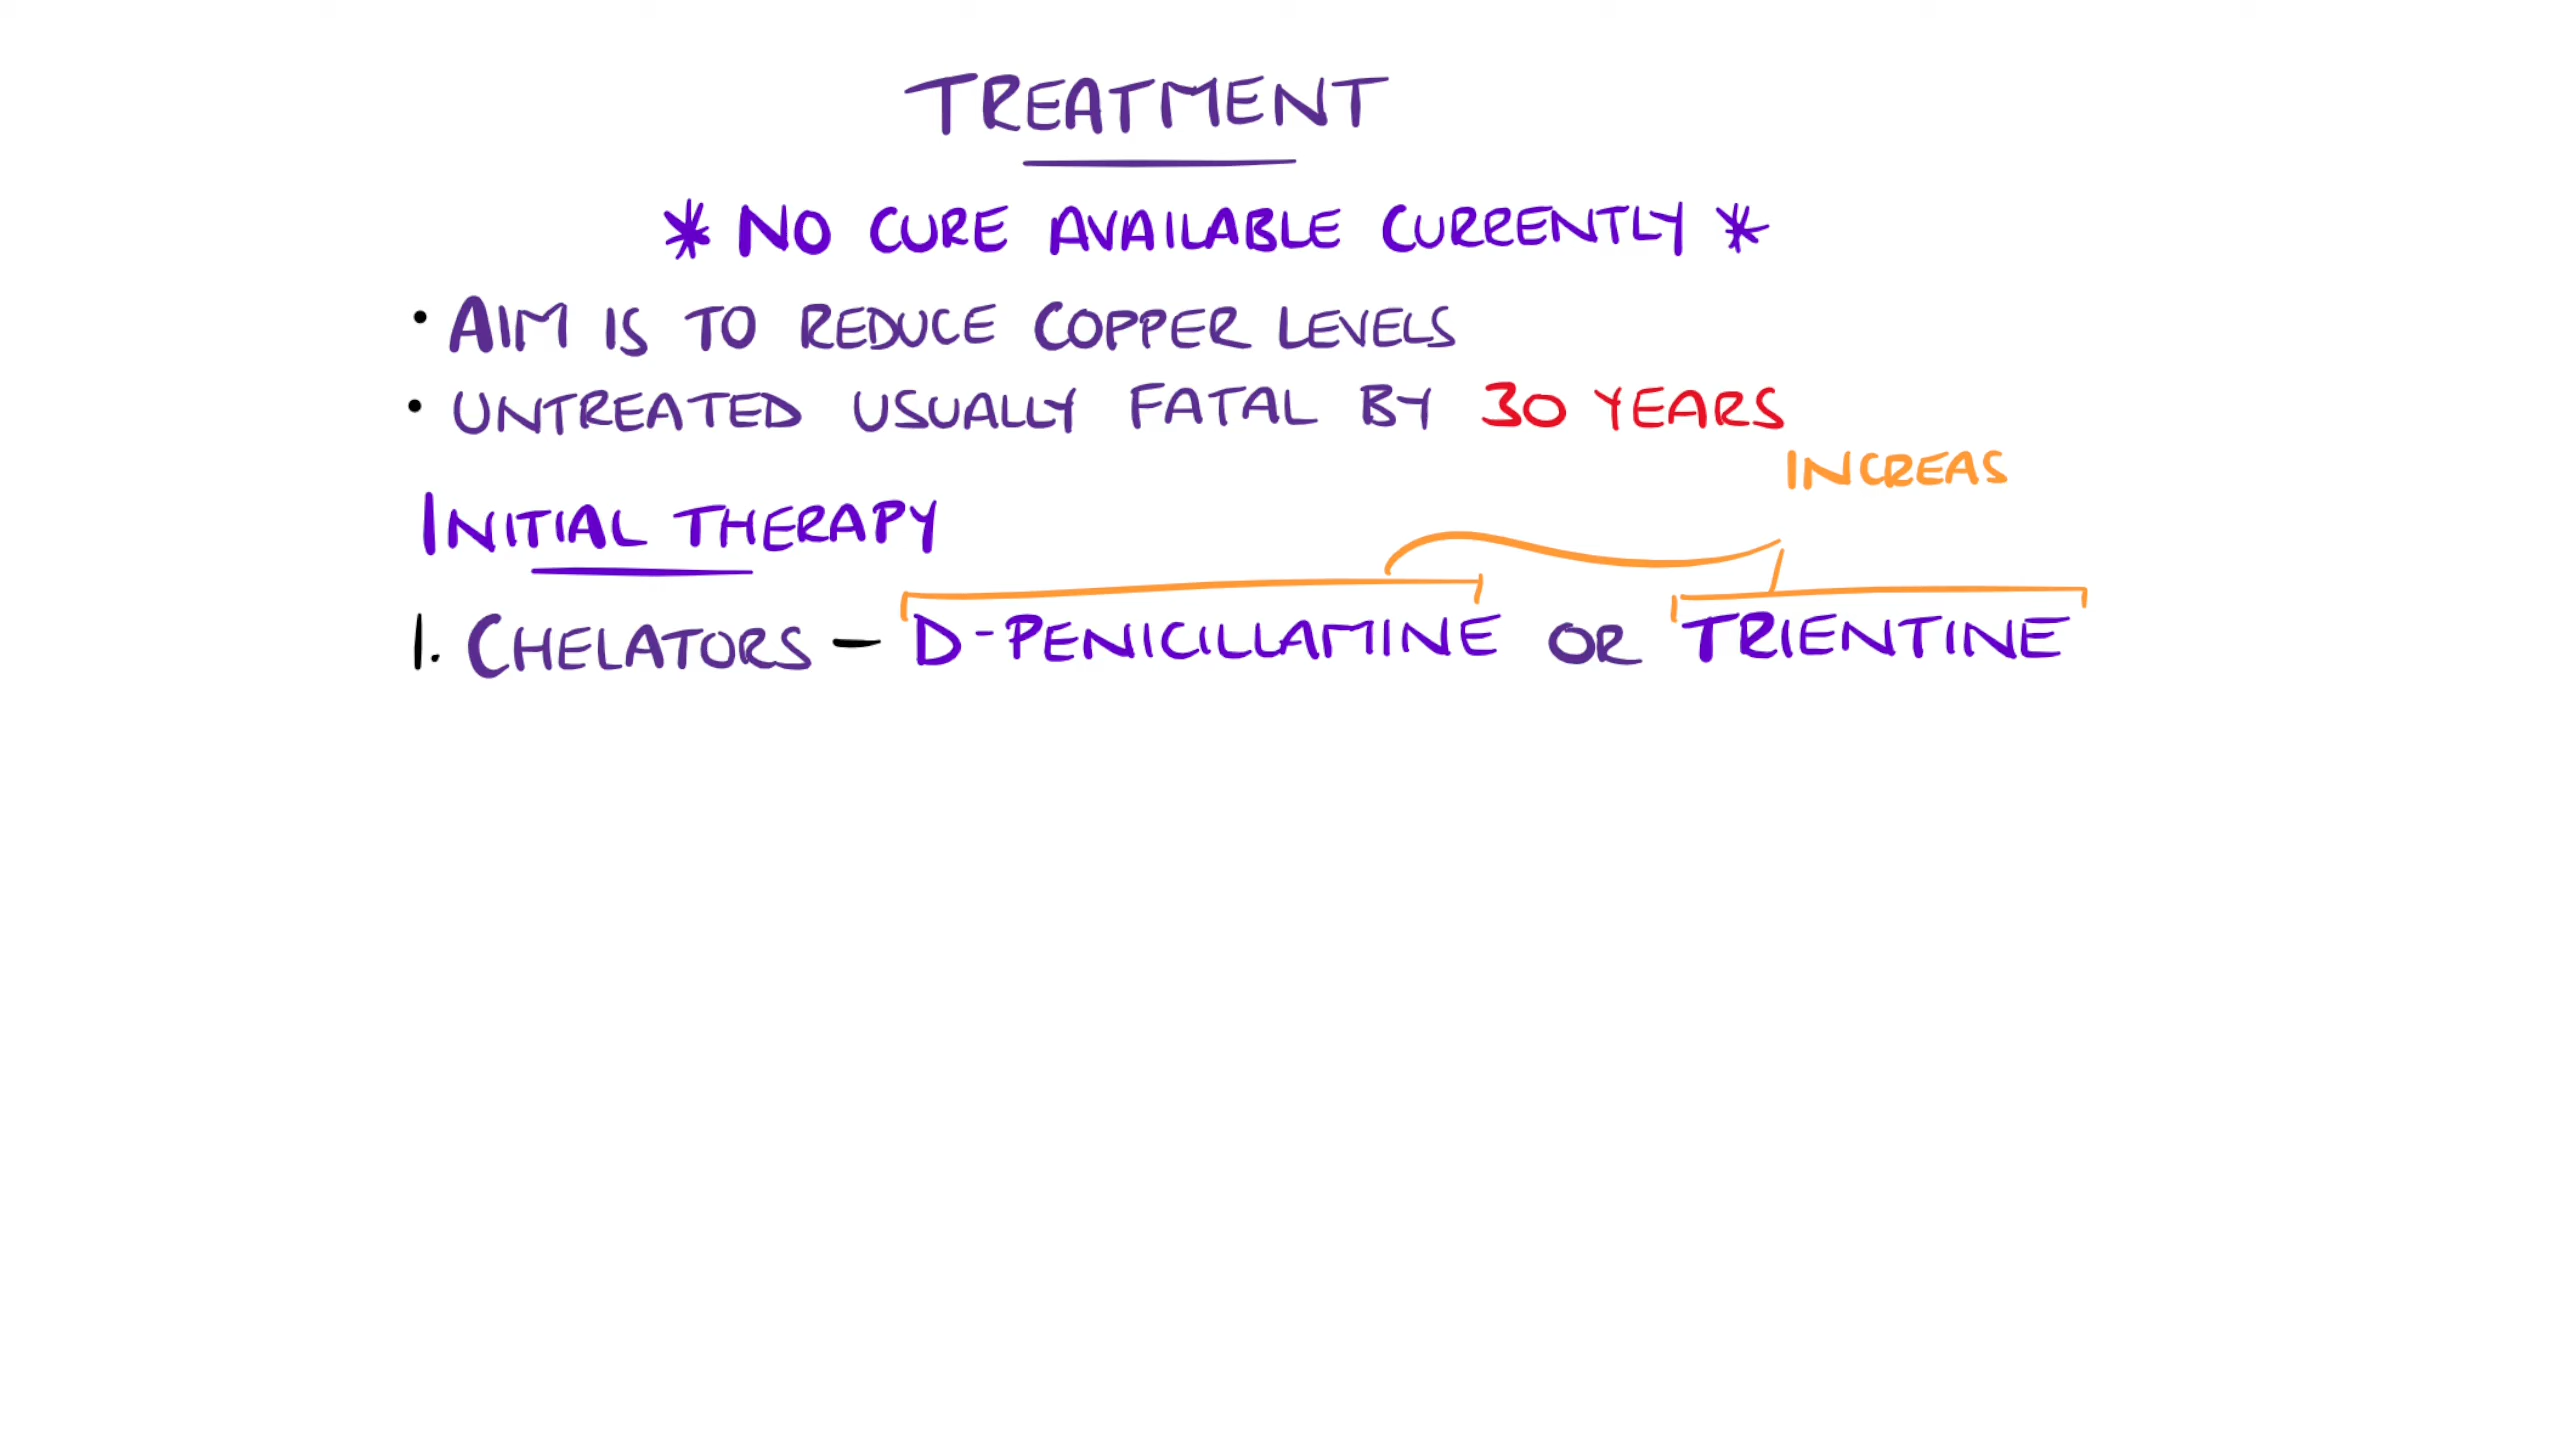 TREATMENT
* NO CURE AVAILABLE CURRENTLY *
• AIM IS TO REDUCE COPPER LEVELS
• UNTREATED USUALLY FATAL BY 30 YEARS
INCREAS
INITIAL THERAPY
1. CHELATORS - D-PENICILLAMINE OR TRIENTINE